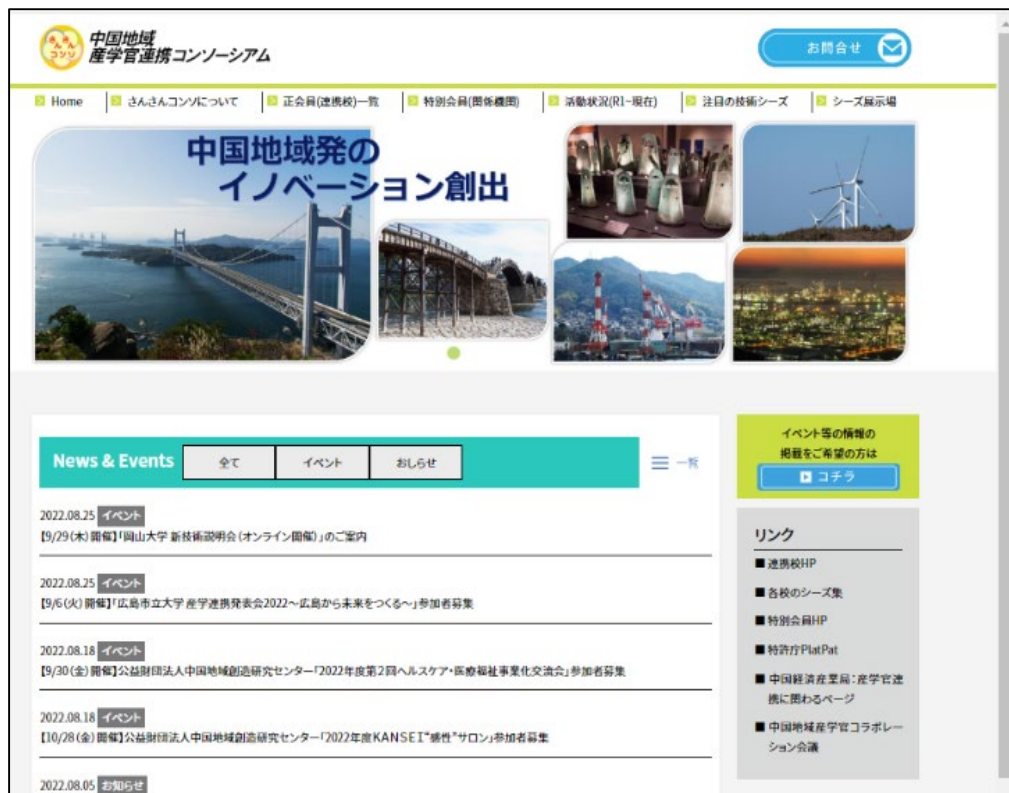 さんさん
コンソ
中国地域
産学官連携コンソーシアム
お問合せ
Home
さんさんコンソについて
正会員(連携校)一覧
特別会員(関係機関)
活動状況(R1~現在)
注目の技術シーズ
シーズ展示場
中国地域発の
イノベーション創出
News & Events
全て
イベント
おしらせ
一覧
2022.08.25 イベント
【9/29(木)開催】「岡山大学 新技術説明会(オンライン開催)」のご案内
2022.08.25 イベント
【9/6(火)開催】「広島市立大学 産学連携発表会2022～広島から未来をつくる～」参加者募集
2022.08.18 イベント
【9/30(金)開催】公益財団法人中国地域創造研究センター「2022年度第2回ヘルスケア・医療福祉事業化交流会」参加者募集
2022.08.18 イベント
【10/28(金)開催】公益財団法人中国地域創造研究センター「2022年度KANSEI“感性”サロン」参加者募集
2022.08.05 お知らせ
イベント等の情報の
掲載をご希望の方は
コチラ
リンク
■ 連携校HP
■ 各校のシーズ集
■ 特別会員HP
■ 特許庁PlatPat
■ 中国経済産業局：産学官連
携に関わるページ
■ 中国地域産学官コラボレー
ション会議